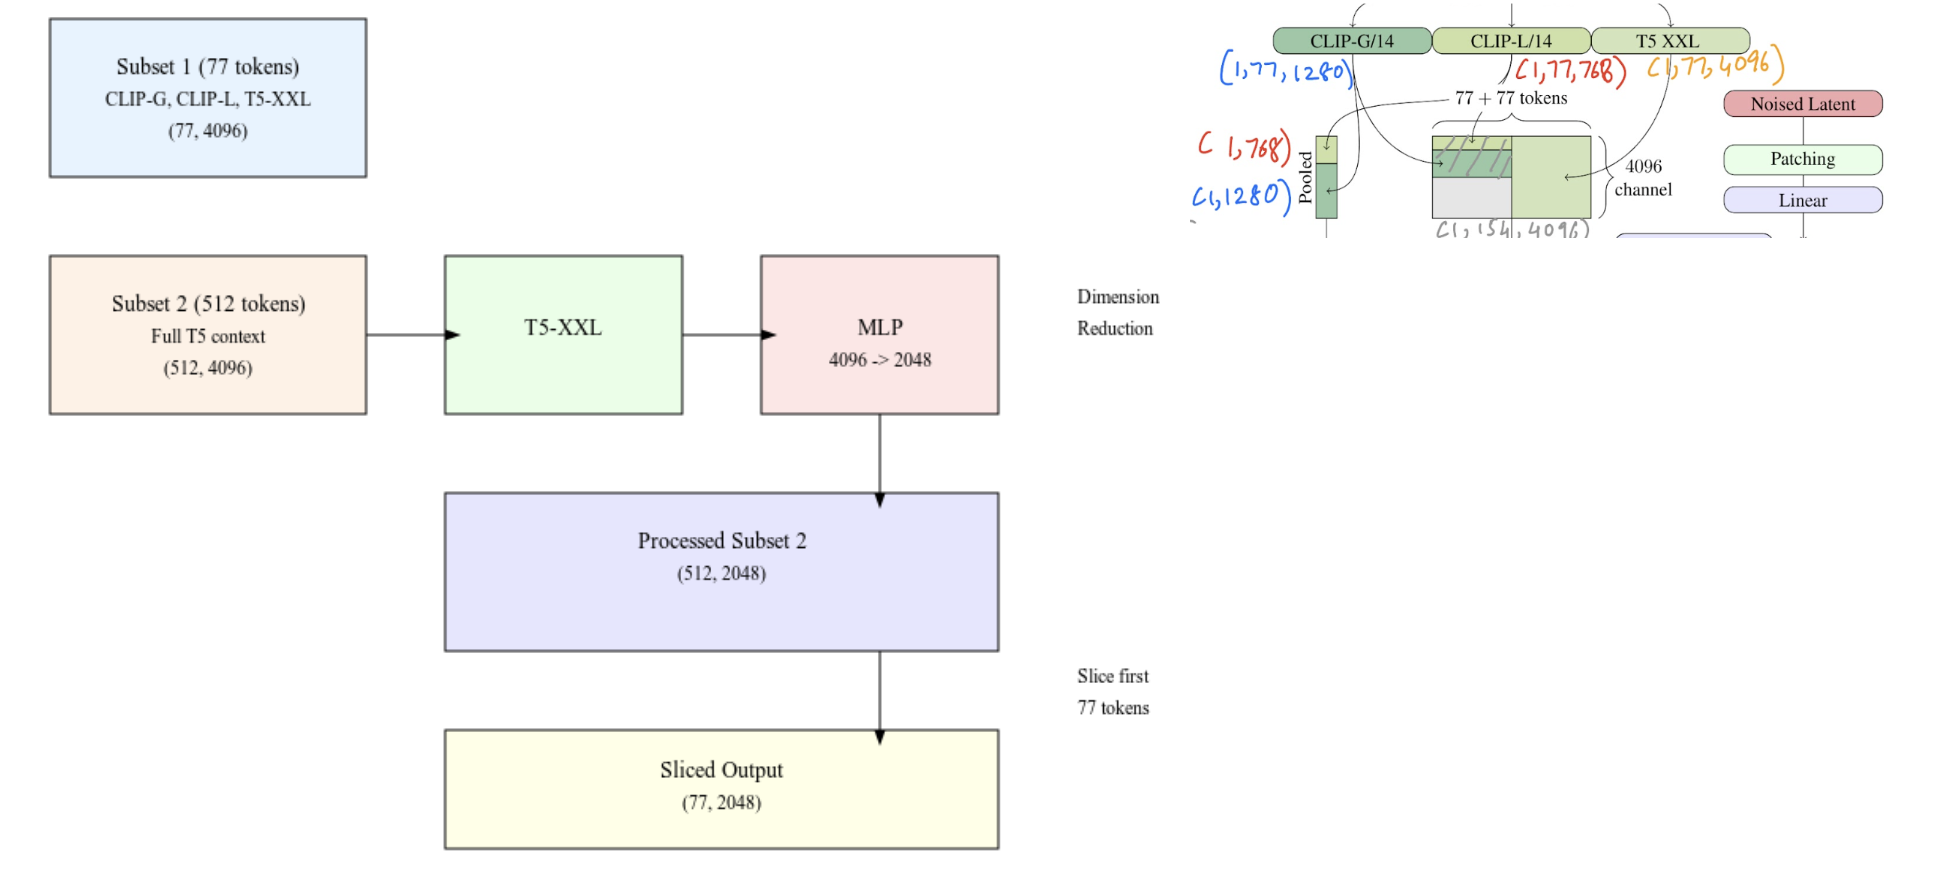 Subset 1 (77 tokens)
CLIP-G, CLIP-L, T5-XXL
(77, 4096)
Subset 2 (512 tokens)
Full T5 context
(512, 4096)
T5-XXL
MLP
4096 -> 2048
Dimension
Reduction
Processed Subset 2
(512, 2048)
Slice first
77 tokens
Sliced Output
(77, 2048)
CLIP-G/14
CLIP-L/14
T5 XXL
(1,77,1280)
(1,77,768)
(1,77,4096)
77 + 77 tokens
(1,768)
(1,1280)
Pooled
4096
channel
(1,154,4096)
Noised Latent
Patching
Linear